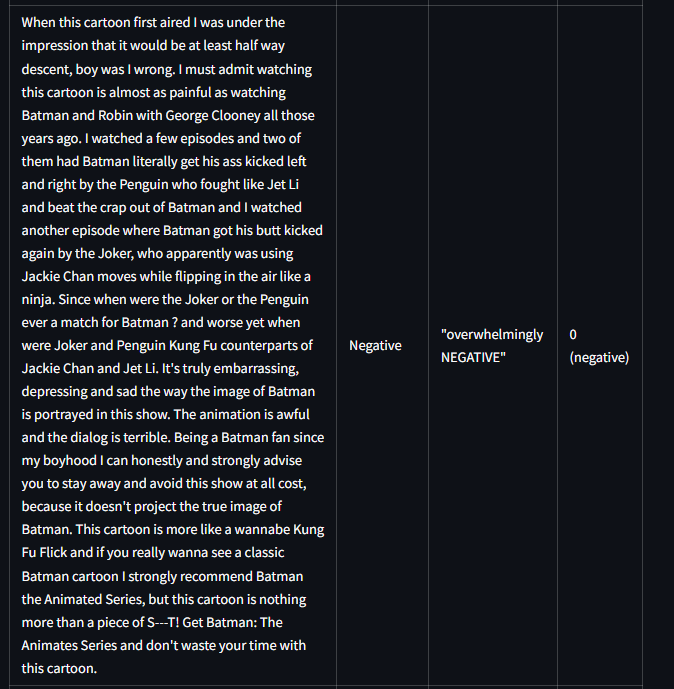 When this cartoon first aired I was under the
impression that it would be at least half way
descent, boy was I wrong. I must admit watching
this cartoon is almost as painful as watching
Batman and Robin with George Clooney all those
years ago. I watched a few episodes and two of
them had Batman literally get his ass kicked left
and right by the Penguin who fought like Jet Li
and beat the crap out of Batman and I watched
another episode where Batman got his butt kicked
again by the Joker, who apparently was using
Jackie Chan moves while flipping in the air like a
ninja. Since when were the Joker or the Penguin
ever a match for Batman ? and worse yet when
were Joker and Penguin Kung Fu counterparts of
Jackie Chan and Jet Li. It's truly embarrassing,
depressing and sad the way the image of Batman
is portrayed in this show. The animation is awful
and the dialog is terrible. Being a Batman fan since
my boyhood I can honestly and strongly advise
you to stay away and avoid this show at all cost,
because it doesn't project the true image of
Batman. This cartoon is more like a wannabe Kung
Fu Flick and if you really wanna see a classic
Batman cartoon I strongly recommend Batman
the Animated Series, but this cartoon is nothing
more than a piece of S---T! Get Batman: The
Animates Series and don't waste your time with
this cartoon.
Negative
"overwhelmingly
NEGATIVE"
0
(negative)